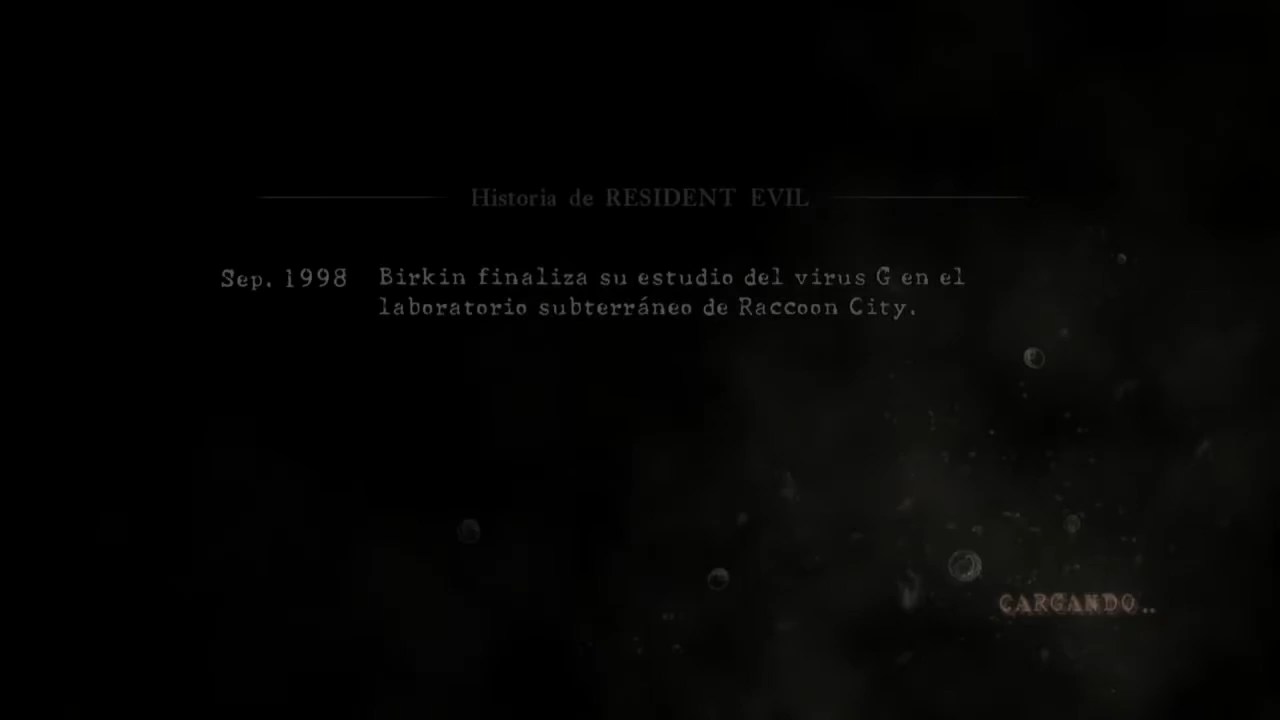 Historia de RESIDENT EVIL
Sep. 1998 Birkin finaliza su estudio del virus G en el
laboratorio subterráneo de Raccoon City.
CARGANDO..